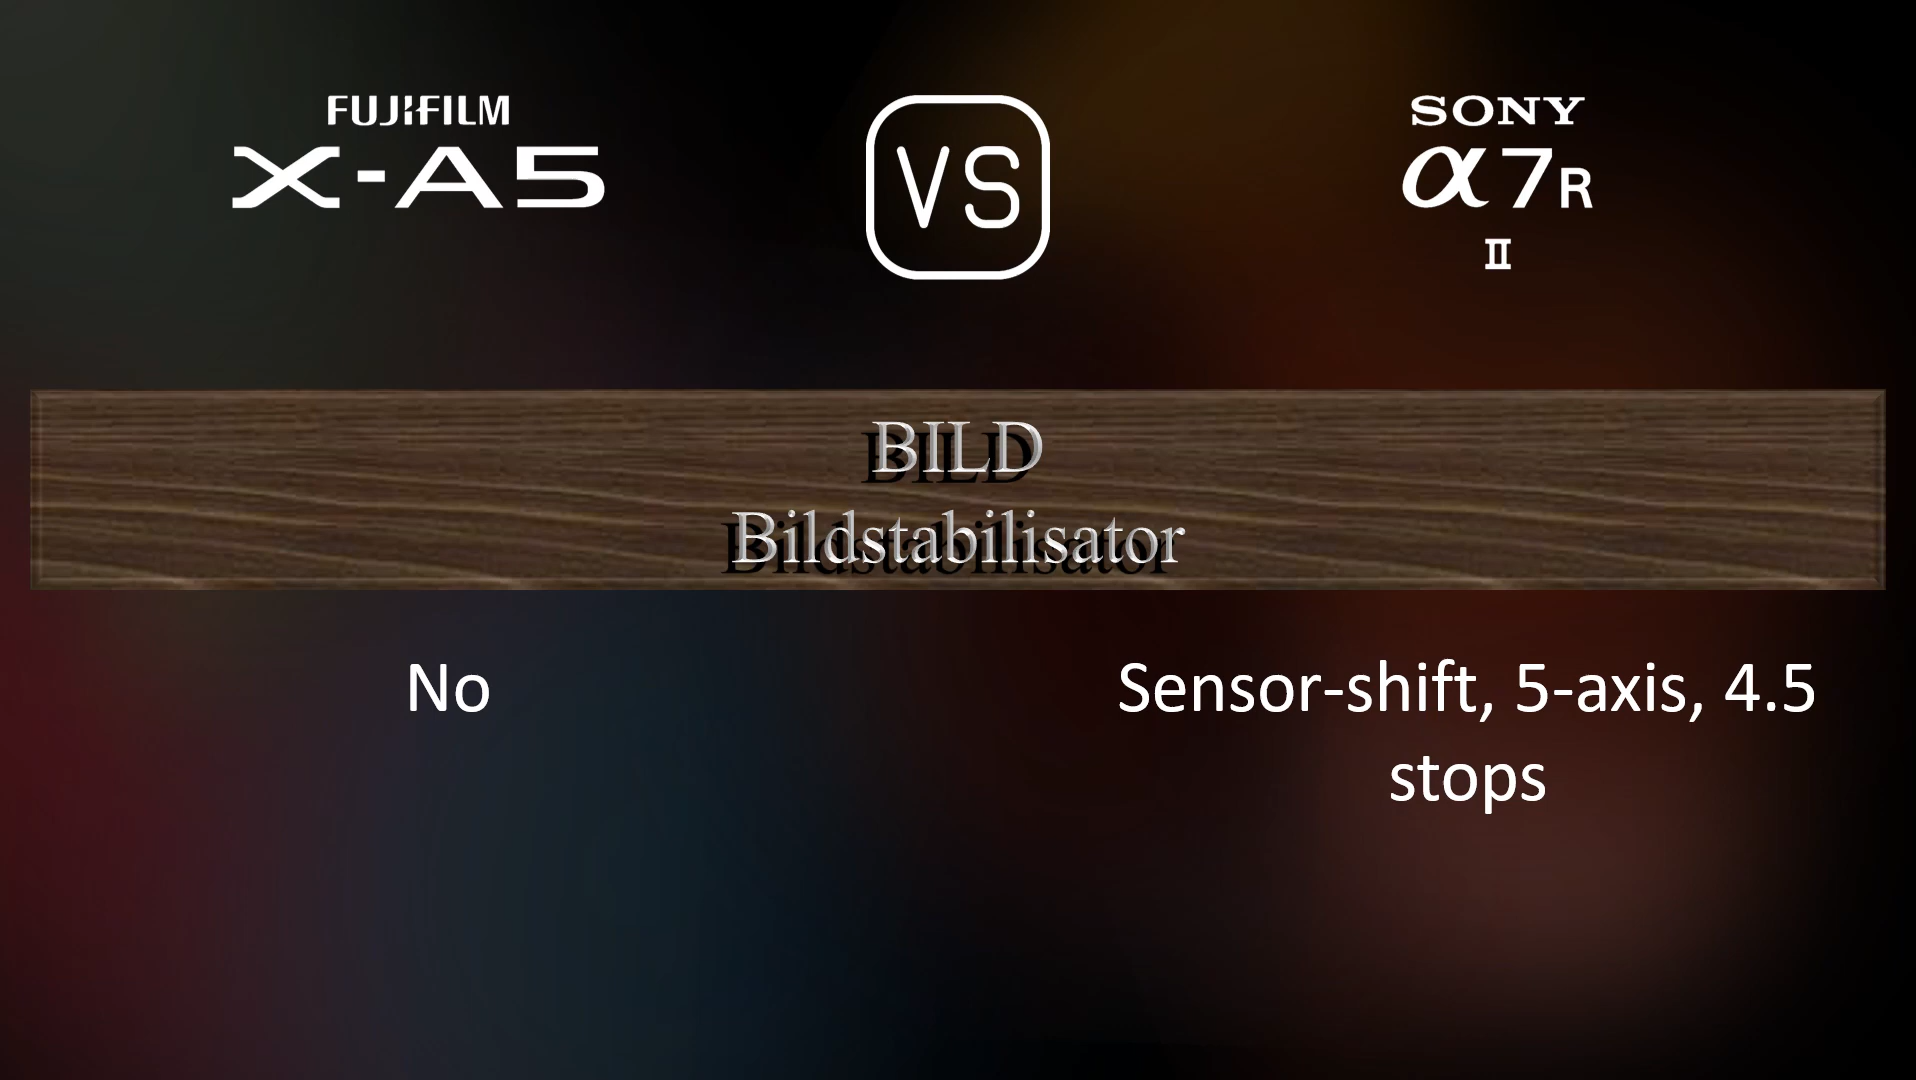 FUJIFILM
X-A5
VS
SONY
α7R
II
BILD
Bildstabilisator
No
Sensor-shift, 5-axis, 4.5
stops